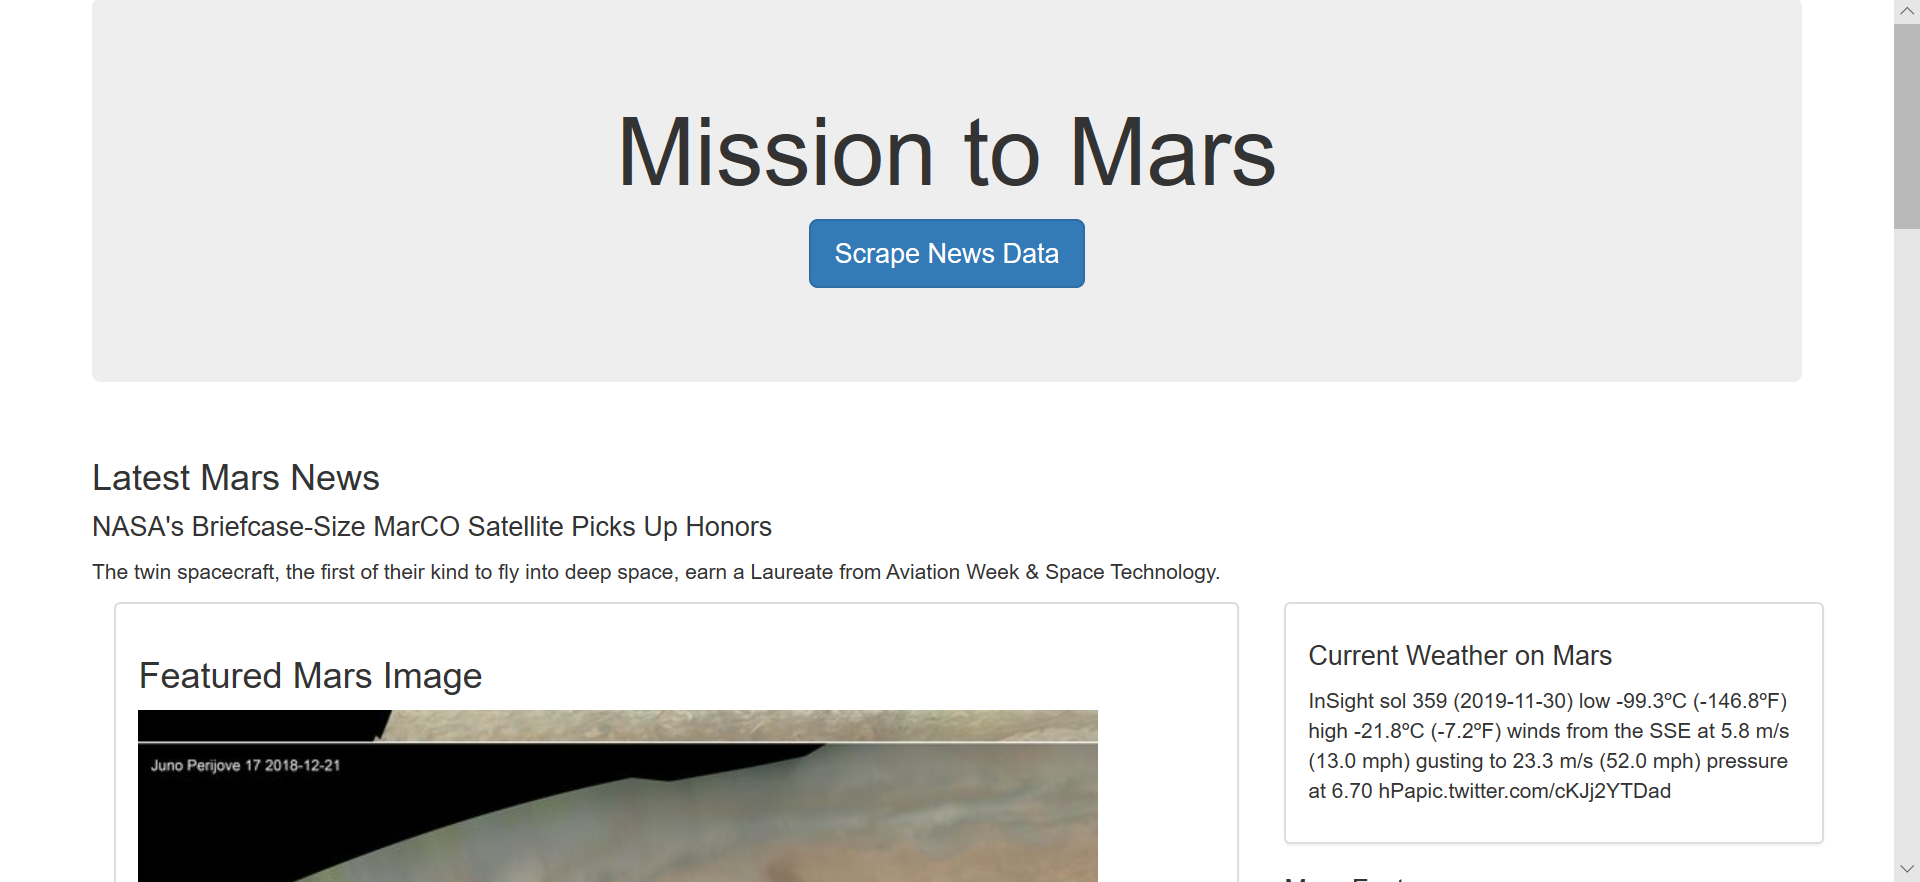 Mission to Mars
Scrape News Data
Latest Mars News
NASA's Briefcase-Size MarCO Satellite Picks Up Honors
The twin spacecraft, the first of their kind to fly into deep space, earn a Laureate from Aviation Week & Space Technology.
Featured Mars Image
Juno Perijove 17 2018-12-21
Current Weather on Mars
InSight sol 359 (2019-11-30) low -99.3ºC (-146.8ºF)
high -21.8ºC (-7.2ºF) winds from the SSE at 5.8 m/s
(13.0 mph) gusting to 23.3 m/s (52.0 mph) pressure
at 6.70 hPapic.twitter.com/cKJj2YTDad